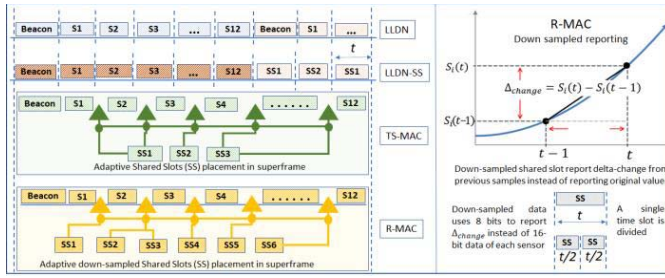 Beacon S1 S2 S3 ... S12 Beacon S1 ... LLDN
t
Beacon S1 S2 S3 ... S12 SS1 SS2 SS1 LLDN-SS
Beacon S1 S2 S3 S4 ...... S12
TS-MAC
SS1 SS2 SS3
Adaptive Shared Slots (SS) placement in superframe
Beacon S1 S2 S3 S4 ...... S12
R-MAC
SS1 SS2 SS3 SS4 SS5 SS6
Adaptive down-sampled Shared Slots (SS) placement in superframe
R-MAC
Down sampled reporting
Sᵢ(t)
Δchange = Sᵢ(t) − Sᵢ(t − 1)
Sᵢ(t−1)
t − 1 t
Down-sampled shared slot report delta-change from
previous samples instead of reporting original value
Down-sampled data
uses 8 bits to report
Δchange instead of 16-
bit data of each sensor
SS
t
SS SS
t/2 t/2
A single
time slot is
divided